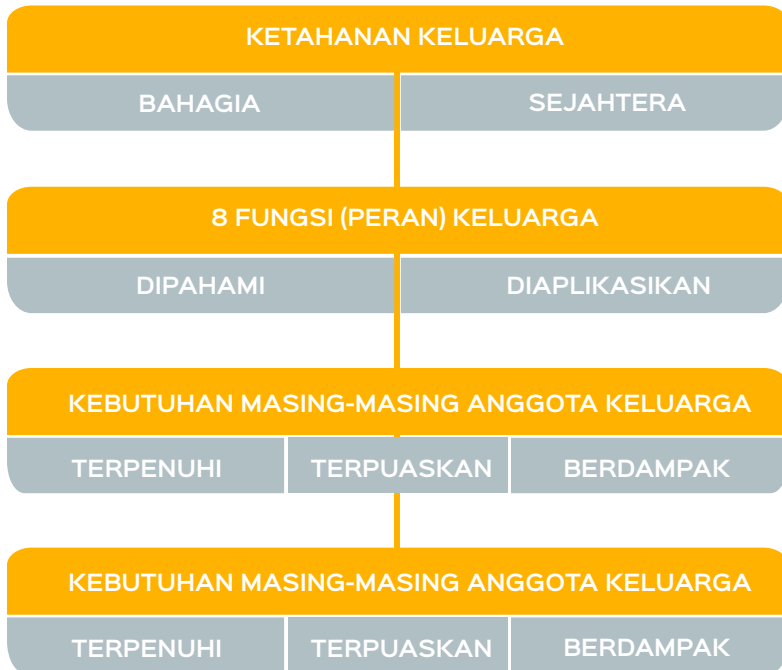 KETAHANAN KELUARGA
BAHAGIA SEJAHTERA
8 FUNGSI (PERAN) KELUARGA
DIPAHAMI DIAPLIKASIKAN
KEBUTUHAN MASING-MASING ANGGOTA KELUARGA
TERPENUHI TERPUASKAN BERDAMPAK
KEBUTUHAN MASING-MASING ANGGOTA KELUARGA
TERPENUHI TERPUASKAN BERDAMPAK